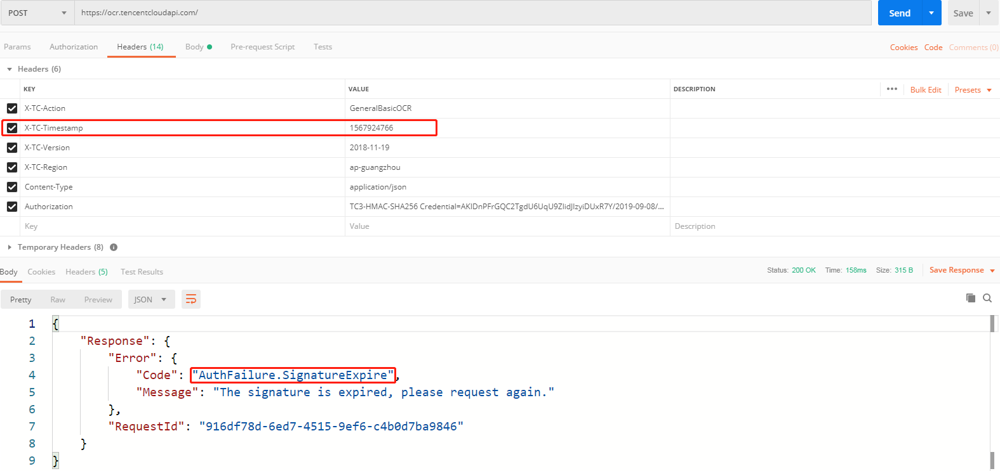 POST https://ocr.tencentcloudapi.com/ Send Save
Params Authorization Headers (14) Body Pre-request Script Tests Cookies Code Comments (0)
Headers (6)
KEY VALUE DESCRIPTION ••• Bulk Edit Presets
X-TC-Action GeneralBasicOCR
X-TC-Timestamp 1567924766
X-TC-Version 2018-11-19
X-TC-Region ap-guangzhou
Content-Type application/json
Authorization TC3-HMAC-SHA256 Credential=AKIDnPFrGQC2TgdU6UqU9ZlidJIzyiDUxR7Y/2019-09-08/...
Key Value Description
Temporary Headers (8)
Body Cookies Headers (5) Test Results Status: 200 OK Time: 158ms Size: 315 B Save Response
Pretty Raw Preview JSON
1 {
2 "Response": {
3 "Error": {
4 "Code": "AuthFailure.SignatureExpire",
5 "Message": "The signature is expired, please request again."
6 },
7 "RequestId": "916df78d-6ed7-4515-9ef6-c4b0d7ba9846"
8 }
9 }